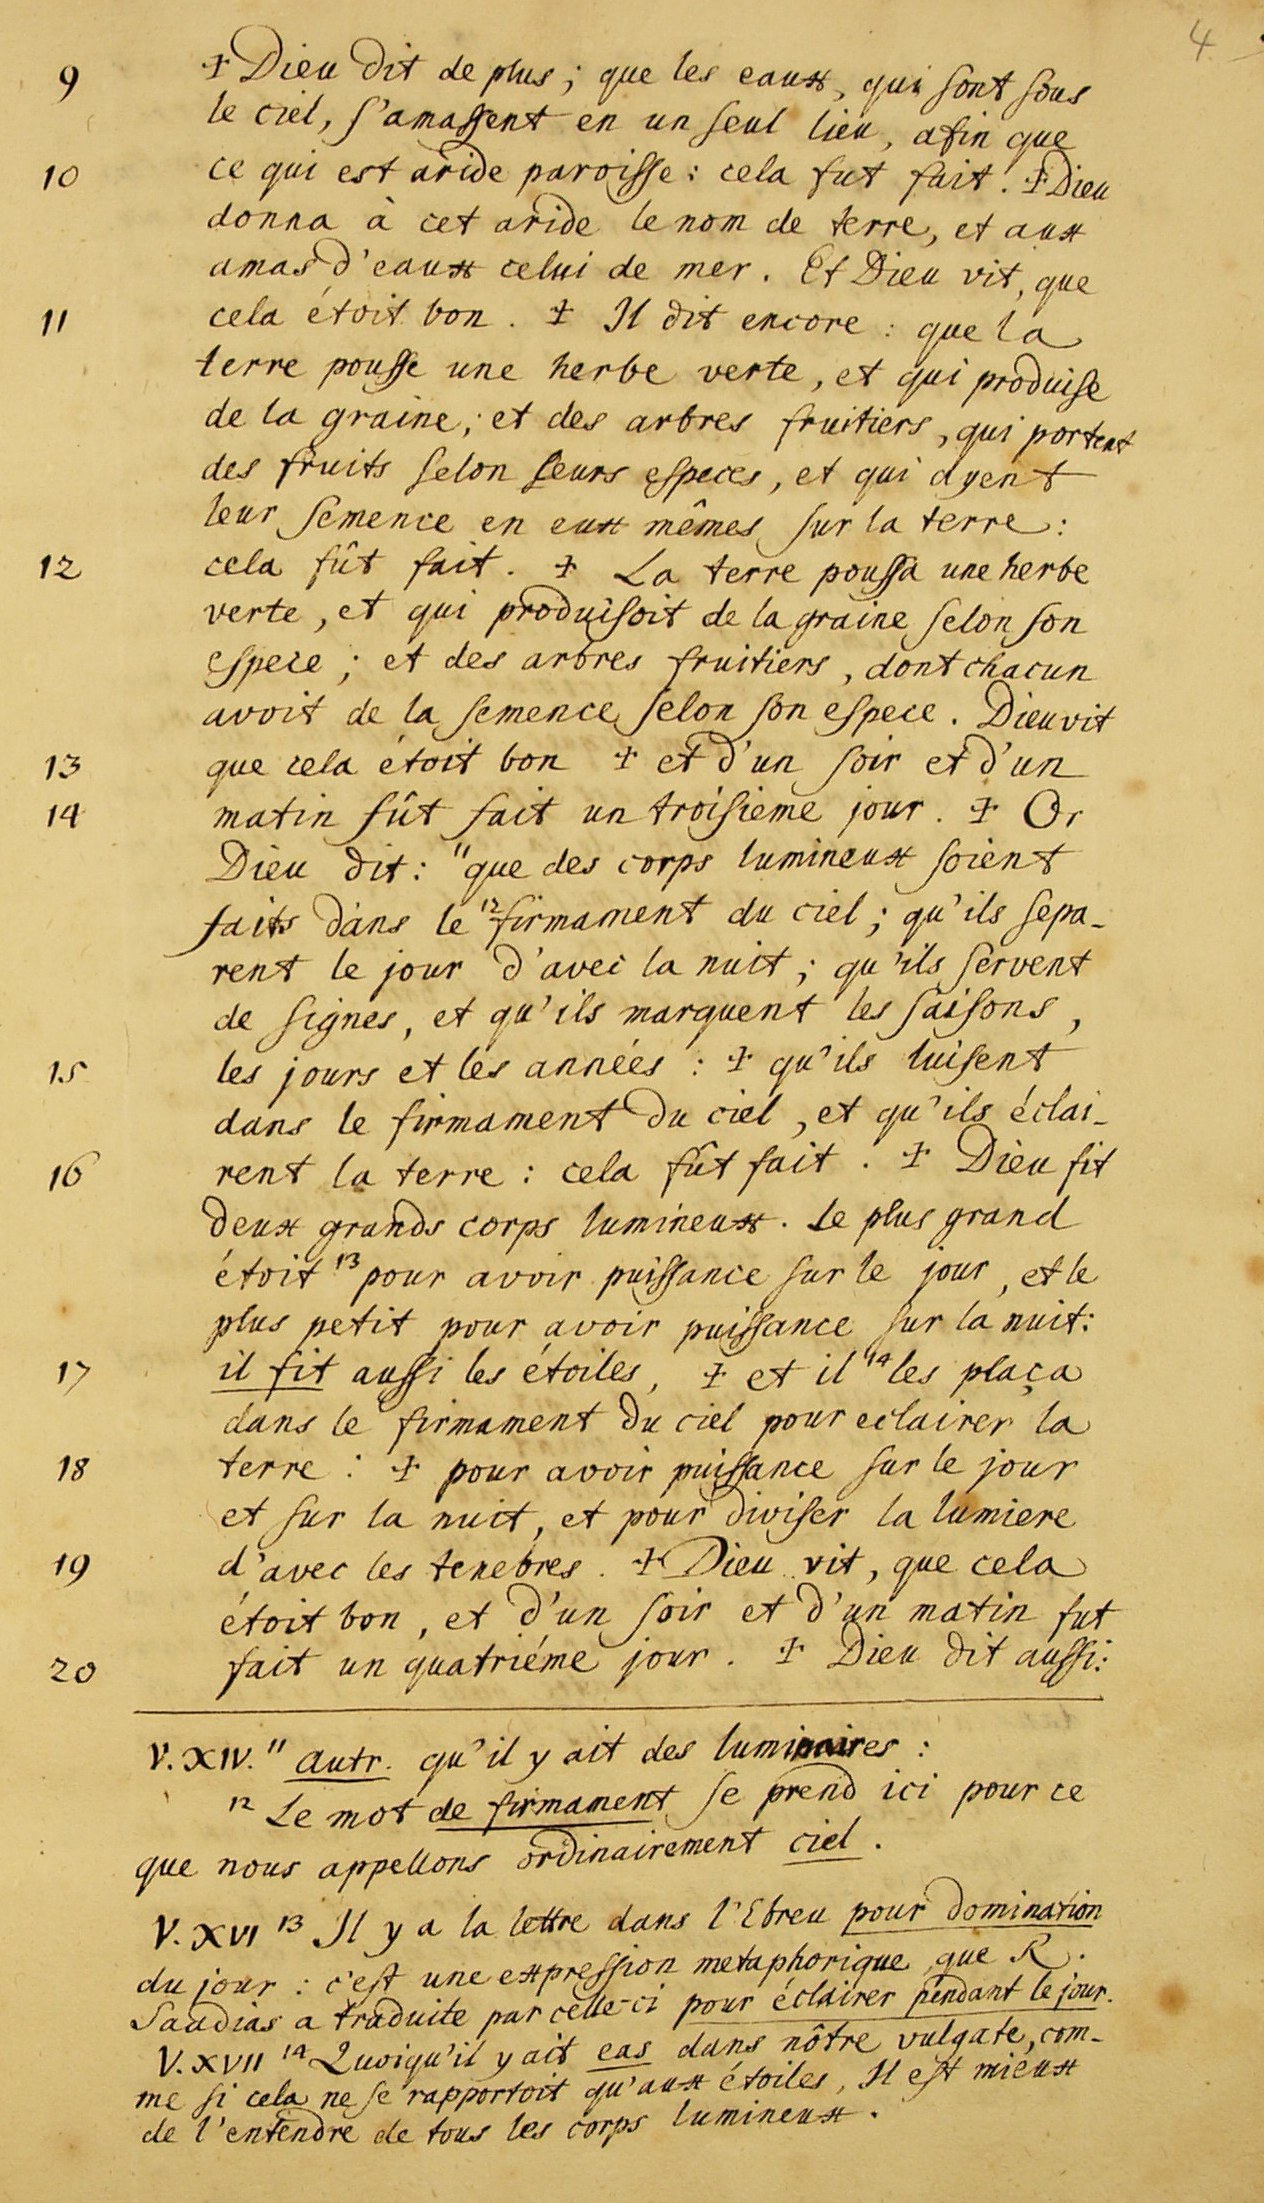 4
9 ☩ Dieu dit de plus; que les eaux, qui sont sous
le ciel, s'amassent en un seul lieu, afin que
10 ce qui est aride paroisse: cela fut fait. ☩ Dieu
donna à cet aride le nom de terre, et aux
amas d'eaux celui de mer. Et Dieu vit, que
11 cela étoit bon. ☩ Il dit encore: que la
terre pousse une herbe verte, et qui produise
de la graine; et des arbres fruitiers, qui portent
des fruits selon leurs especes, et qui ayent
leur semence en eux mêmes sur la terre:
12 cela fût fait. ☩ La terre poussa une herbe
verte, et qui produisoit de la graine selon son
espece; et des arbres fruitiers, dont chacun
avoit de la semence selon son espece. Dieu vit
13 que cela étoit bon ☩ et d'un soir et d'un
14 matin fût fait un troisieme jour. ☩ Or
Dieu dit: 11 que des corps lumineux soient
faits dans le 12 firmament du ciel; qu'ils sepa-
rent le jour d'avec la nuit; qu'ils servent
de signes, et qu'ils marquent les saisons,
15 les jours et les années: ☩ qu'ils luisent
dans le firmament du ciel, et qu'ils éclai-
16 rent la terre: cela fût fait. ☩ Dieu fit
deux grands corps lumineux. Le plus grand
étoit 13 pour avoir puissance sur le jour, et le
plus petit pour avoir puissance sur la nuit:
17 il fit aussi les étoiles, ☩ et il 14 les plaça
dans le firmament du ciel pour eclairer la
18 terre: ☩ pour avoir puissance sur le jour
et sur la nuit, et pour diviser la lumiere
19 d'avec les tenebres. ☩ Dieu vit, que cela
étoit bon, et d'un soir et d'un matin fut
20 fait un quatriéme jour. ☩ Dieu dit aussi:
V. XIV. 11 autr. qu'il y ait des luminaires:
12 Le mot de firmament se prend ici pour ce
que nous appellons ordinairement ciel.
V. XVI 13 Il y a la lettre dans l'Ebreu pour domination
du jour: c'est une expression metaphorique que R.
Saadias a traduite par celle-ci pour éclairer pendant le jour.
V. XVII 14 Quoiqu'il y ait eas dans nôtre vulgate, com-
me si cela ne se rapportoit qu'aux étoiles, Il est mieux
de l'entendre de tous les corps lumineux.